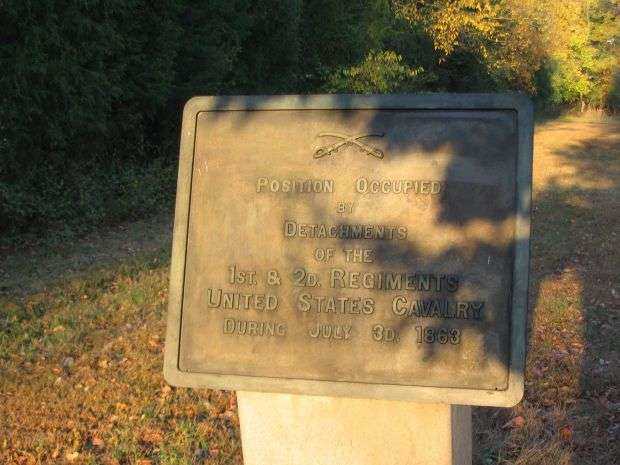 Position Occupied
by
Detachments
of the
1st. & 2d. Regiments
United States Cavalry
During July 3d. 1863